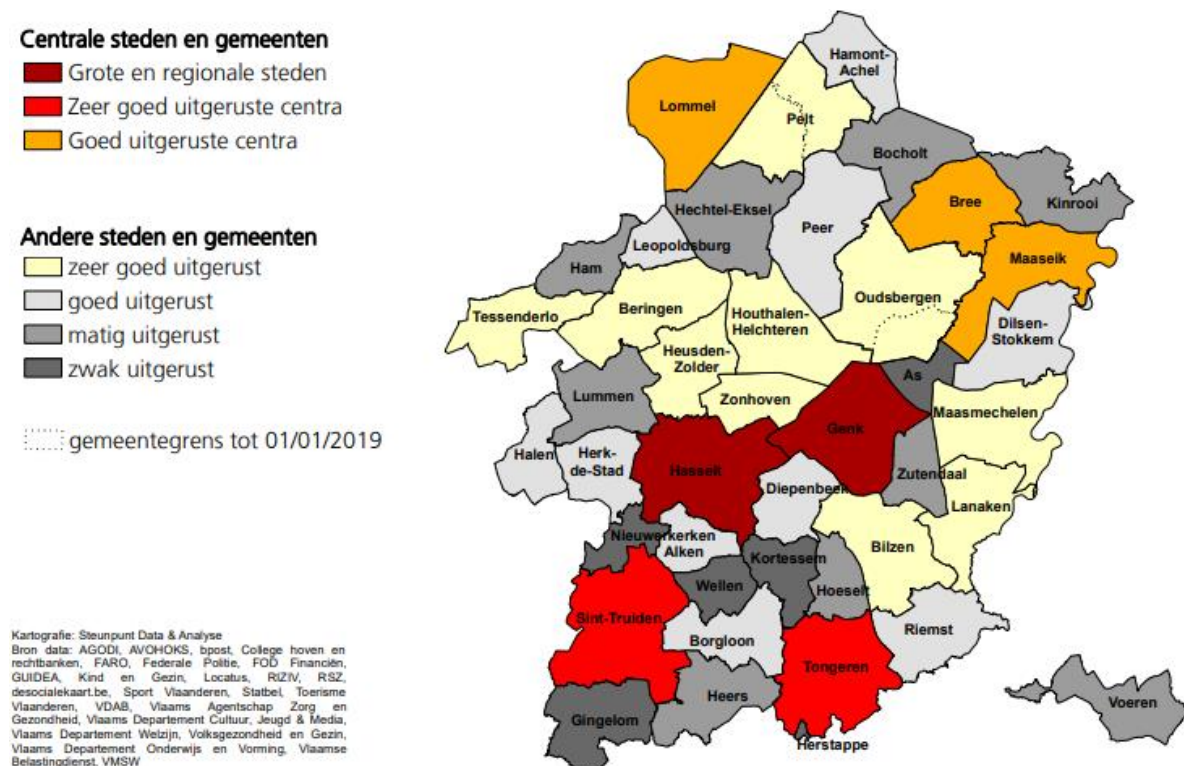 Centrale steden en gemeenten
Grote en regionale steden
Zeer goed uitgeruste centra
Goed uitgeruste centra
Andere steden en gemeenten
zeer goed uitgerust
goed uitgerust
matig uitgerust
zwak uitgerust
gemeentegrens tot 01/01/2019
Hamont-
Achel
Lommel
Pelt
Bocholt
Hechtel-Eksel
Peer
Bree
Kinrooi
Leopoldsburg
Ham
Maaseik
Oudsbergen
Beringen
Houthalen-
Helchteren
Tessenderlo
Dilsen-
Stokkem
Heusden-
Zolder
As
Lummen
Zonhoven
Maasmechelen
Genk
Halen
Herk-
de-Stad
Hasselt
Zutendaal
Diepenbeek
Lanaken
Nieuwerkerken
Alken
Bilzen
Kortessem
Wellen
Hoeselt
Sint-Truiden
Riemst
Borgloon
Tongeren
Heers
Voeren
Gingelom
Herstappe
Kartografie: Steunpunt Data & Analyse
Bron data: AGODI, AVOHOKS, bpost, College hoven en
rechtbanken, FARO, Federale Politie, FOD Financiën,
GUIDEA, Kind en Gezin, Locatus, RIZIV, RSZ,
desocialekaart.be, Sport Vlaanderen, Statbel, Toerisme
Vlaanderen, VDAB, Vlaams Agentschap Zorg en
Gezondheid, Vlaams Departement Cultuur, Jeugd & Media,
Vlaams Departement Welzijn, Volksgezondheid en Gezin,
Vlaams Departement Onderwijs en Vorming, Vlaamse
Belastingdienst, VMSW